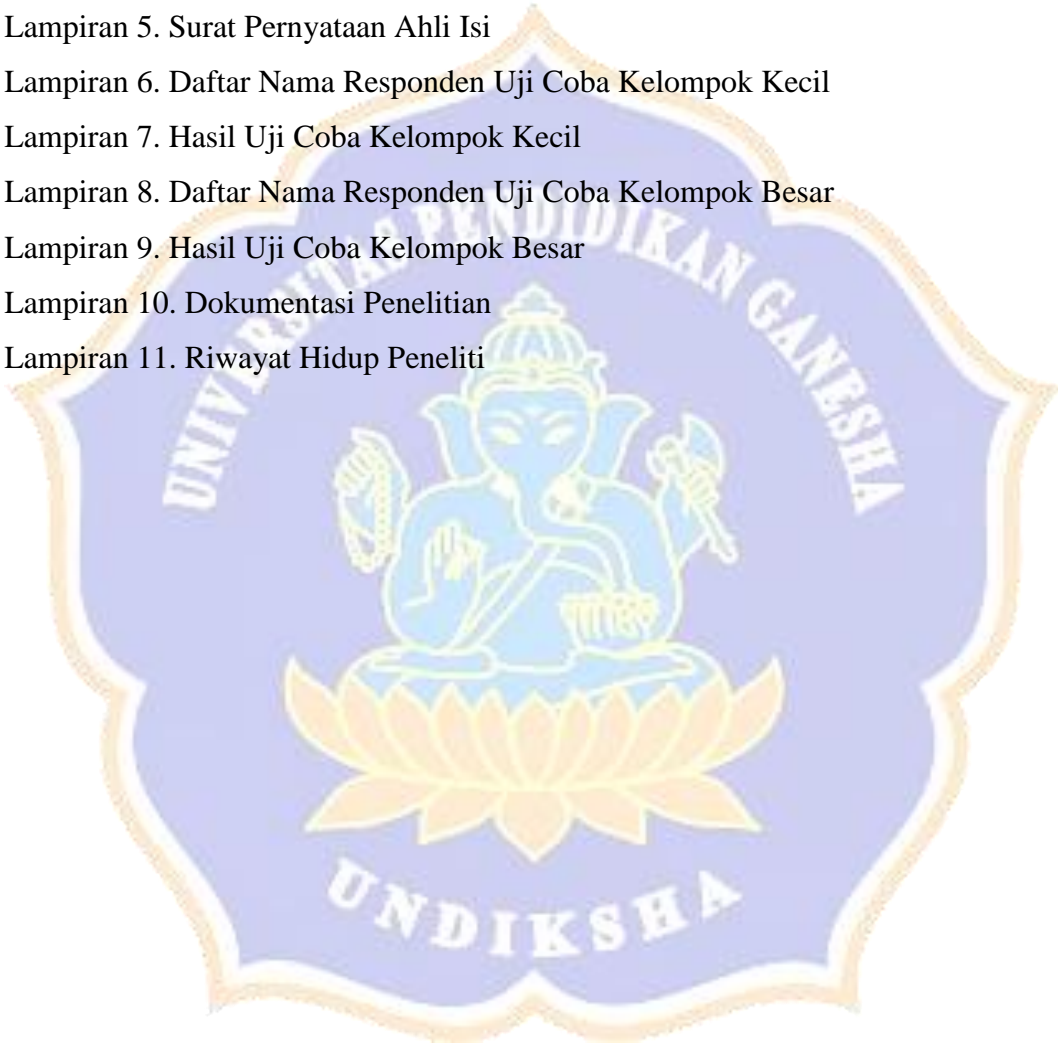 Lampiran 5. Surat Pernyataan Ahli Isi
Lampiran 6. Daftar Nama Responden Uji Coba Kelompok Kecil
Lampiran 7. Hasil Uji Coba Kelompok Kecil
Lampiran 8. Daftar Nama Responden Uji Coba Kelompok Besar
Lampiran 9. Hasil Uji Coba Kelompok Besar
Lampiran 10. Dokumentasi Penelitian
Lampiran 11. Riwayat Hidup Peneliti
UNIVERSITAS PENDIDIKAN GANESHA
UNDIKSHA